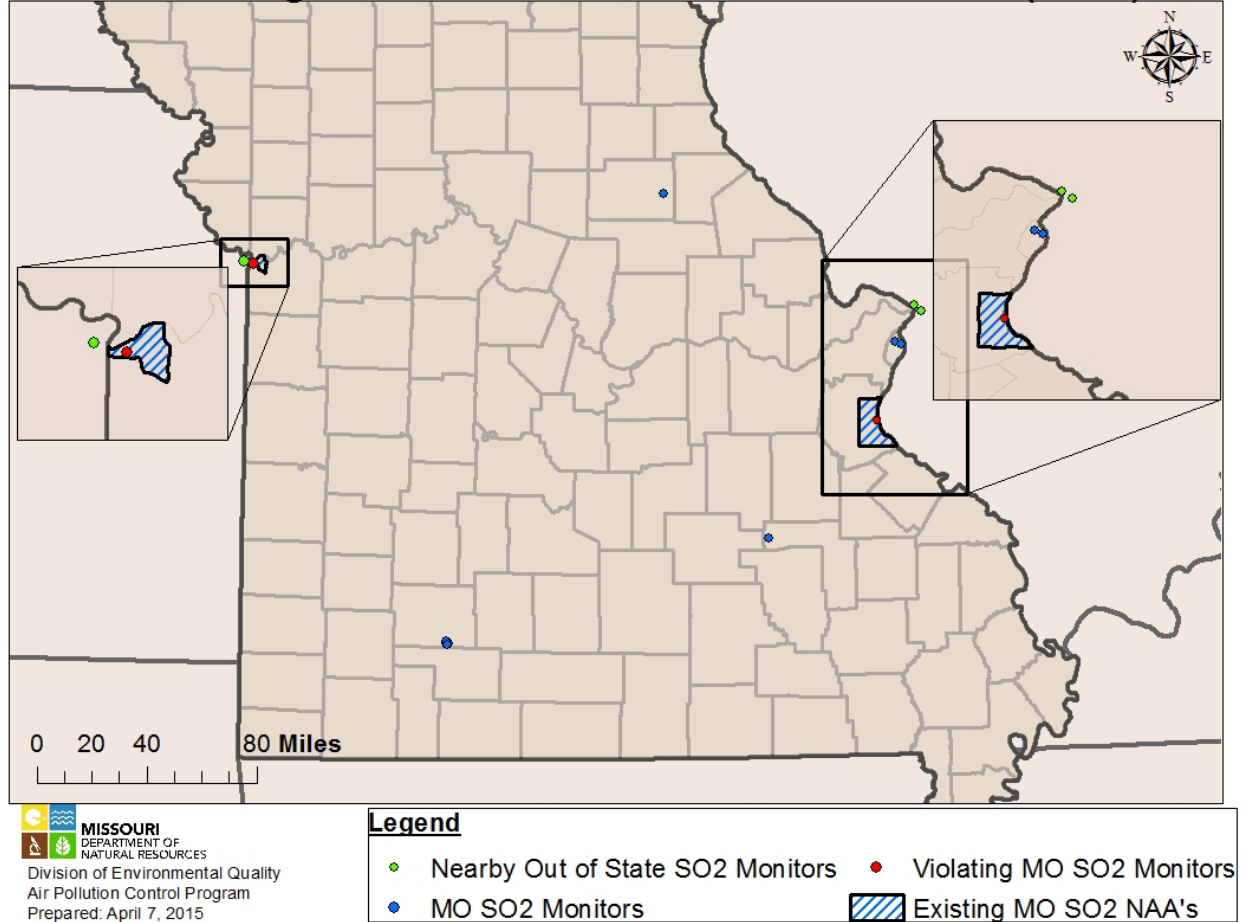 N
W E
S
0 20 40 80 Miles
MISSOURI
DEPARTMENT OF
NATURAL RESOURCES
Division of Environmental Quality
Air Pollution Control Program
Prepared: April 7, 2015
Legend
Nearby Out of State SO2 Monitors
Violating MO SO2 Monitors
MO SO2 Monitors
Existing MO SO2 NAA's